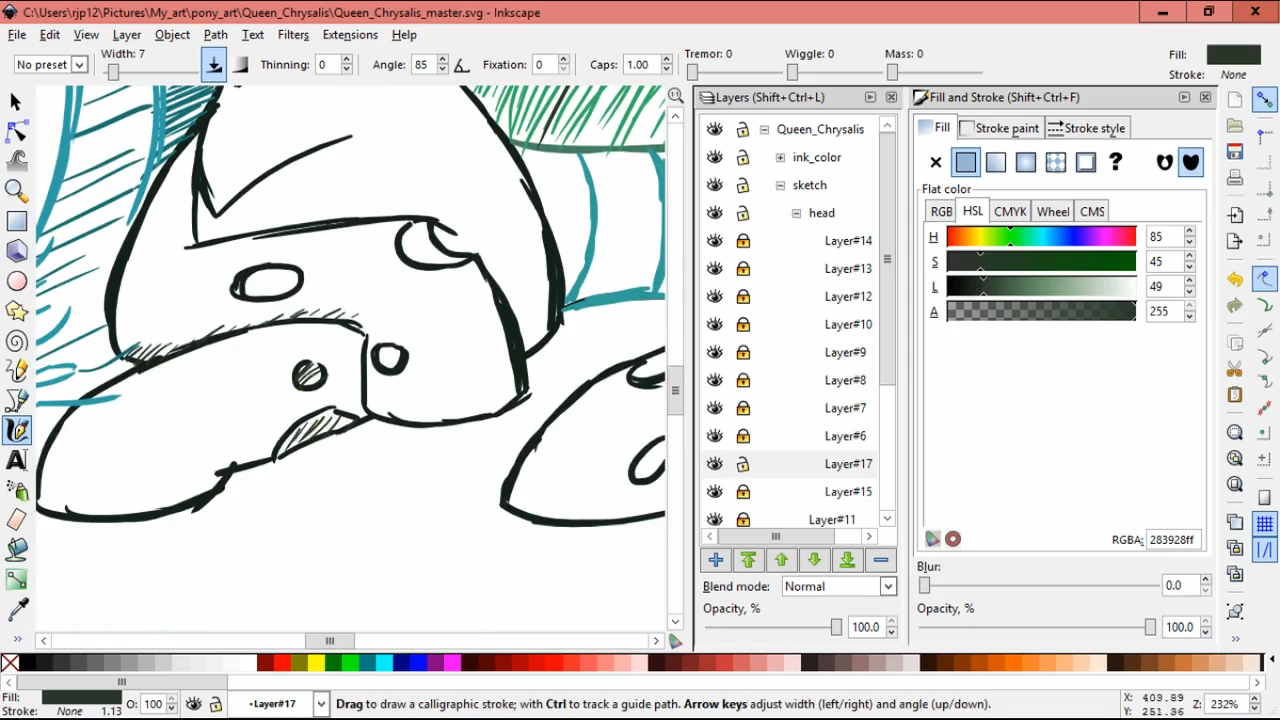 C:\Users\rjp12\Pictures\My_art\pony_art\Queen_Chrysalis\Queen_Chrysalis_master.svg - Inkscape
File Edit View Layer Object Path Text Filters Extensions Help
No preset Width: 7 Thinning: 0 Angle: 85 Fixation: 0 Caps: 1.00 Tremor: 0 Wiggle: 0 Mass: 0 Fill:
Stroke: None
Layers (Shift+Ctrl+L)
Queen_Chrysalis
ink_color
sketch
head
Layer#14
Layer#13
Layer#12
Layer#10
Layer#9
Layer#8
Layer#7
Layer#6
Layer#17
Layer#15
Layer#11
Blend mode: Normal
Opacity, % 100.0
Fill and Stroke (Shift+Ctrl+F)
Fill Stroke paint Stroke style
?
Flat color
RGB HSL CMYK Wheel CMS
H 85
S 45
L 49
A 255
RGBA: 283928ff
Blur:
0.0
Opacity, %
100.0
Fill:
Stroke: None 1.13 O: 100 •Layer#17 Drag to draw a calligraphic stroke; with Ctrl to track a guide path. Arrow keys adjust width (left/right) and angle (up/down).
X: 403.89
Y: 251.36
Z: 232%